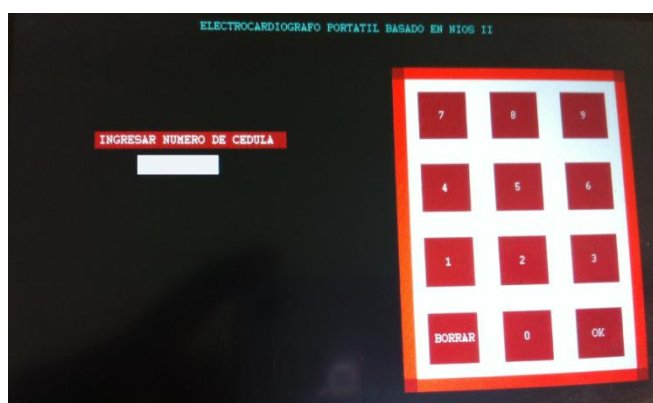 ELECTROCARDIOGRAFO PORTATIL BASADO EN NIOS II
INGRESAR NUMERO DE CEDULA
7 8 9
4 5 6
1 2 3
BORRAR 0 OK